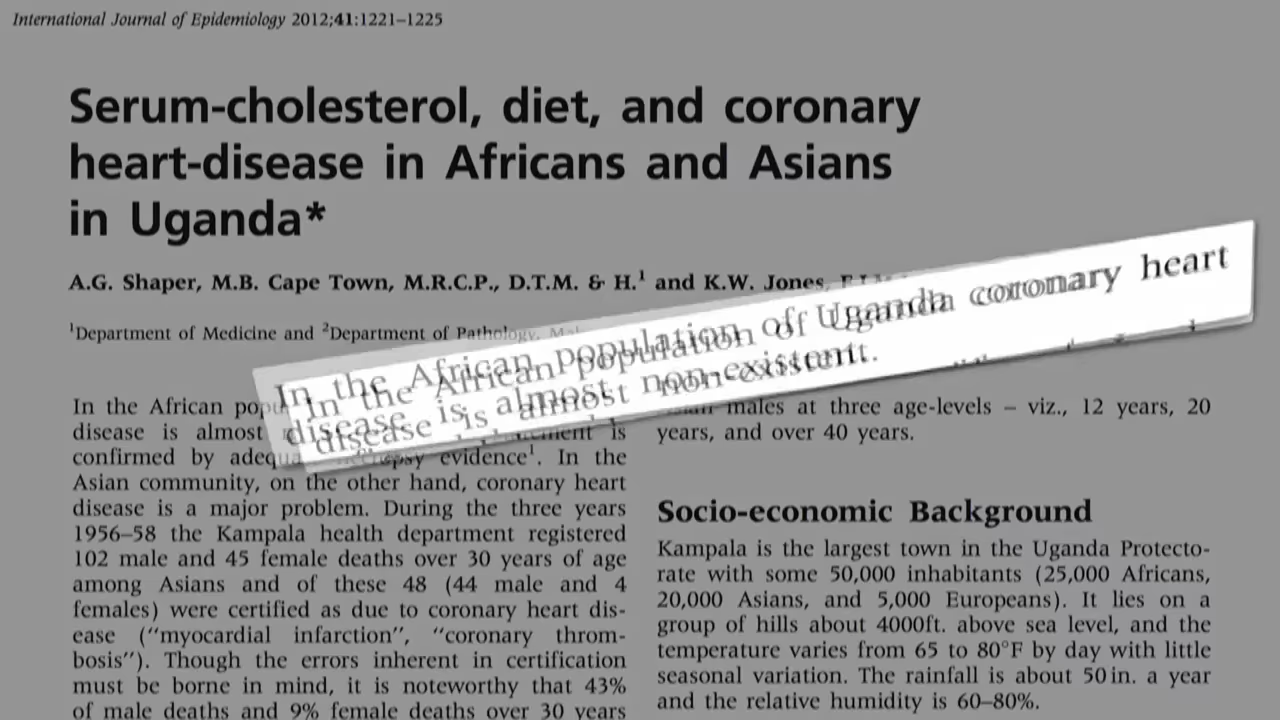 International Journal of Epidemiology 2012;41:1221–1225
Serum-cholesterol, diet, and coronary
heart-disease in Africans and Asians
in Uganda*
A.G. Shaper, M.B. Cape Town, M.R.C.P., D.T.M. & H.1 and K.W. Jones,
1Department of Medicine and 2Department of Pathology,
In the African population of Uganda coronary heart
disease is almost non-existent.
In the African
disease is almost
is
confirmed by evidence1. In the
Asian community, on the other hand, coronary heart
disease is a major problem. During the three years
1956–58 the Kampala health department registered
102 male and 45 female deaths over 30 years of age
among Asians and of these 48 (44 male and 4
females) were certified as due to coronary heart dis-
ease (“myocardial infarction”, “coronary throm-
bosis”). Though the errors inherent in certification
must be borne in mind, it is noteworthy that 43%
of male deaths and 9% female deaths over 30 years
males at three age-levels – viz., 12 years, 20
years, and over 40 years.
Socio-economic Background
Kampala is the largest town in the Uganda Protecto-
rate with some 50,000 inhabitants (25,000 Africans,
20,000 Asians, and 5,000 Europeans). It lies on a
group of hills about 4000ft. above sea level, and the
temperature varies from 65 to 80°F by day with little
seasonal variation. The rainfall is about 50 in. a year
and the relative humidity is 60–80%.